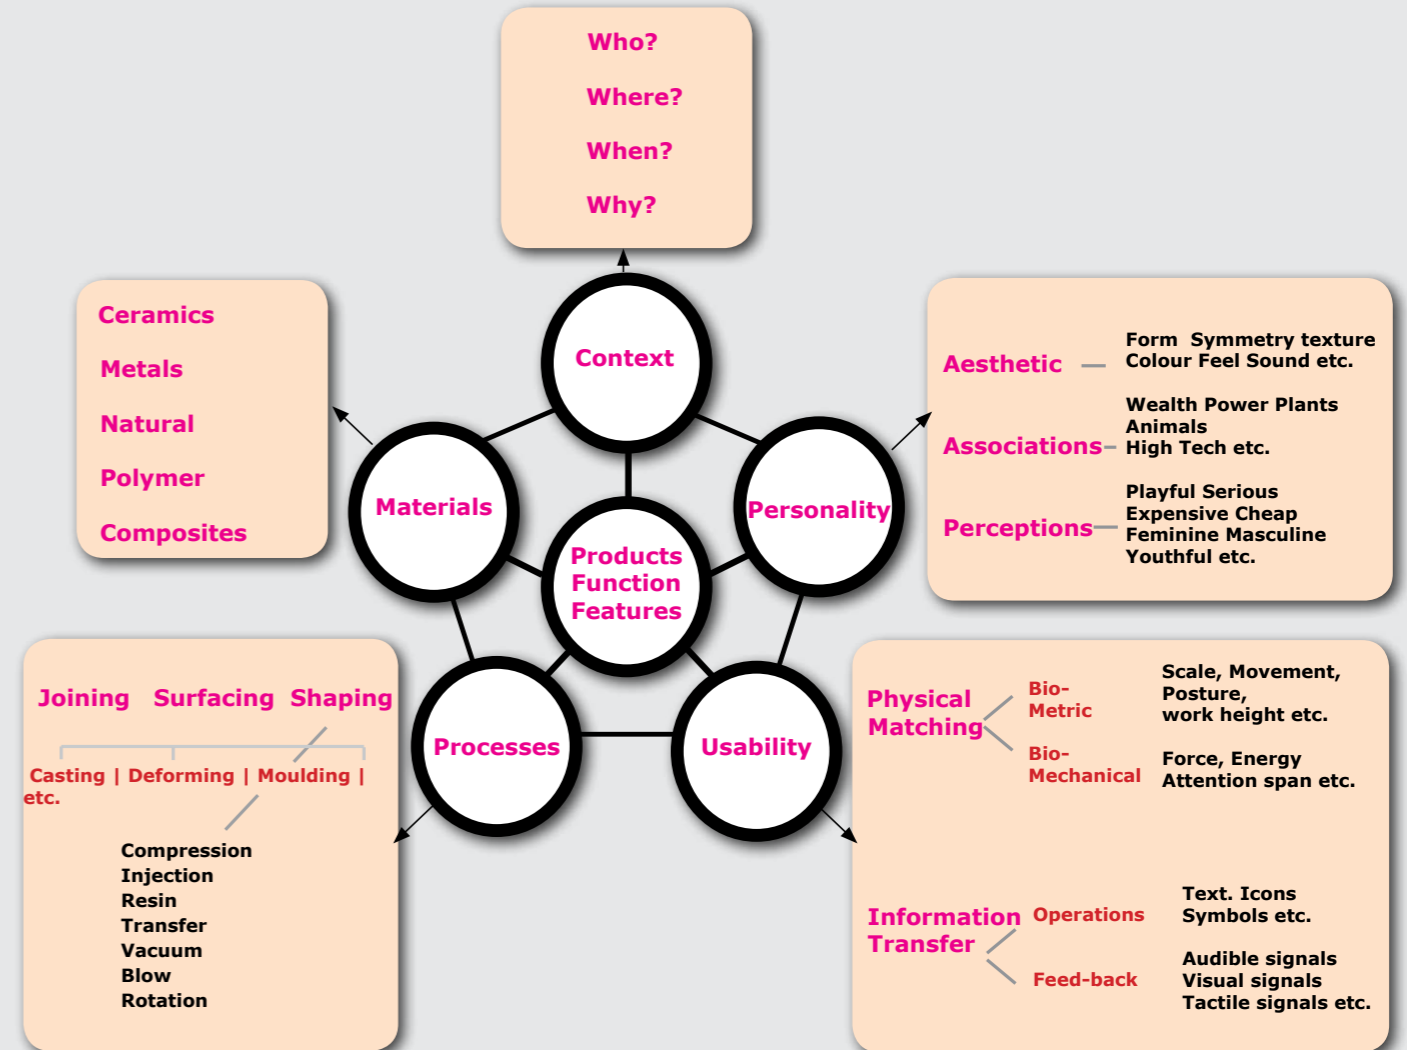 Who?
Where?
When?
Why?
Context
Ceramics
Metals
Natural
Polymer
Composites
Materials
Personality
Aesthetic
Form  Symmetry texture
Colour Feel Sound etc.
Associations
Wealth Power Plants
Animals
High Tech etc.
Perceptions
Playful Serious
Expensive Cheap
Feminine Masculine
Youthful etc.
Products
Function
Features
Processes
Usability
Joining Surfacing Shaping
Casting | Deforming | Moulding |
etc.
Compression
Injection
Resin
Transfer
Vacuum
Blow
Rotation
Physical
Matching
Bio-
Metric
Scale, Movement,
Posture,
work height etc.
Bio-
Mechanical
Force, Energy
Attention span etc.
Information
Transfer
Operations
Text. Icons
Symbols etc.
Feed-back
Audible signals
Visual signals
Tactile signals etc.